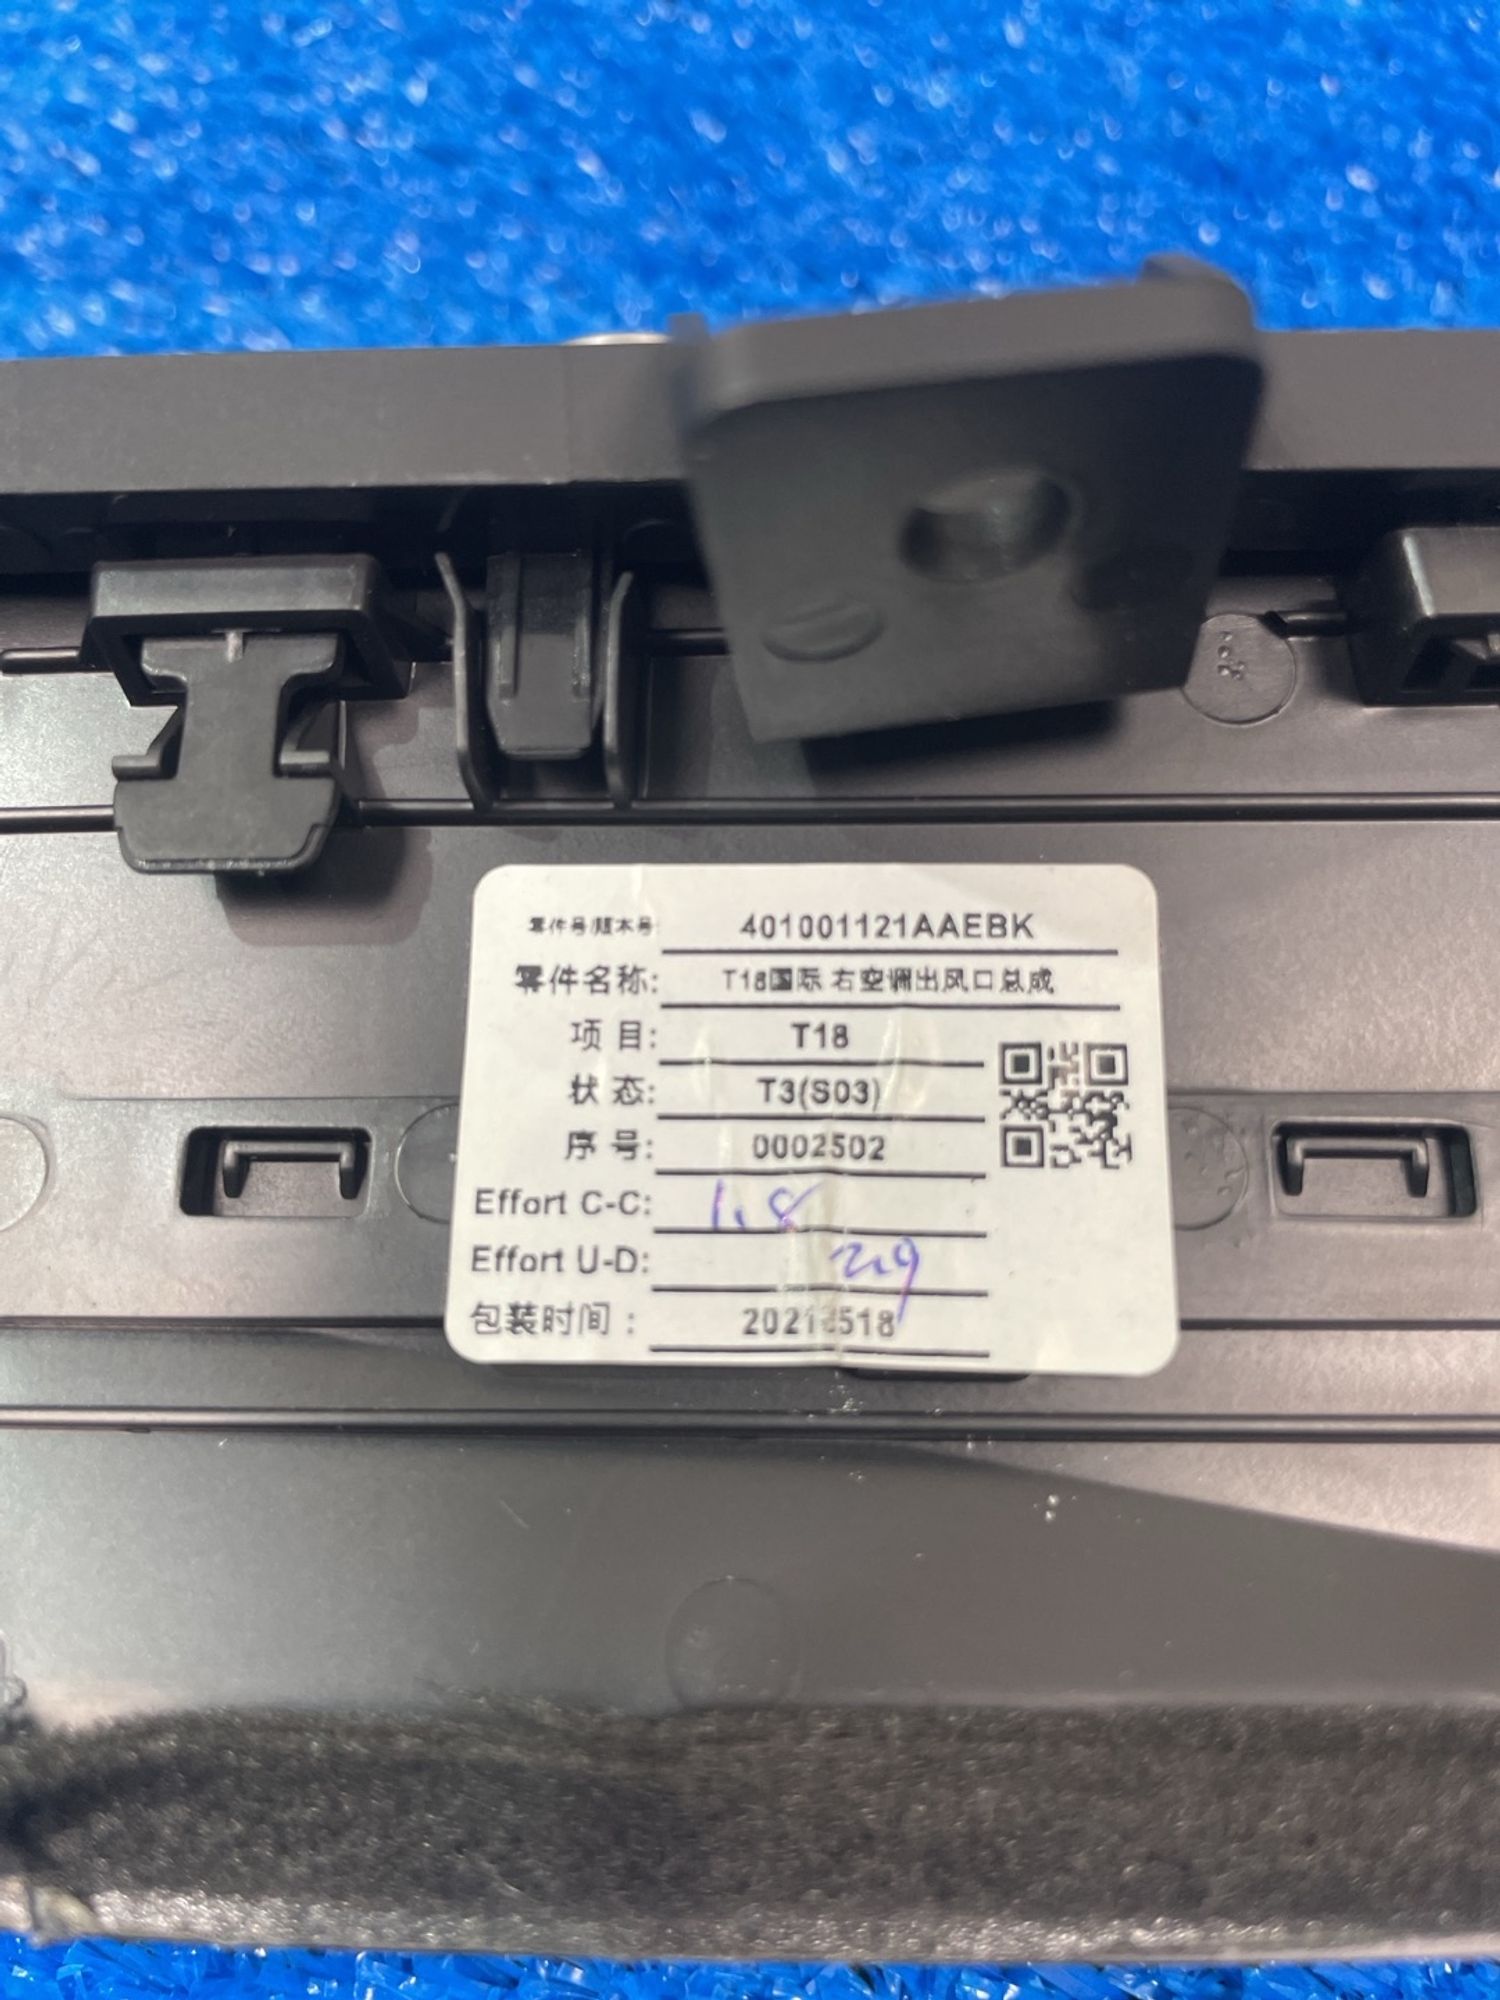 零件号/版本号: 401001121AAEBK
零件名称: T18国际 右空调出风口总成
项 目: T18
状 态: T3(S03)
序 号: 0002502
Effort C-C: 1.8
Effort U-D: 2.9
包装时间: